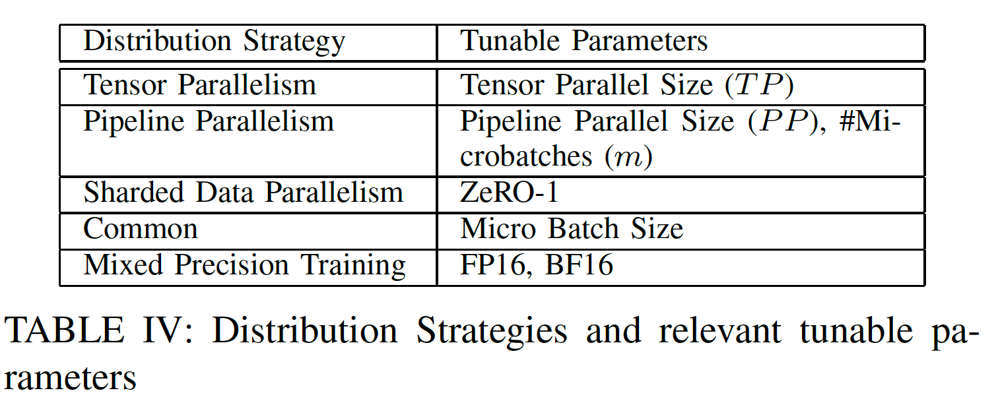 Distribution Strategy Tunable Parameters
Tensor Parallelism Tensor Parallel Size (TP)
Pipeline Parallelism Pipeline Parallel Size (PP), #Mi-
crobatches (m)
Sharded Data Parallelism ZeRO-1
Common Micro Batch Size
Mixed Precision Training FP16, BF16
TABLE IV: Distribution Strategies and relevant tunable pa-
rameters